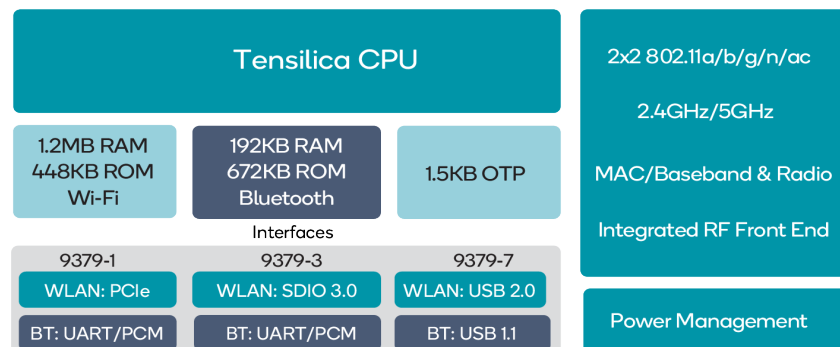 Tensilica CPU
1.2MB RAM
448KB ROM
Wi-Fi
192KB RAM
672KB ROM
Bluetooth
1.5KB OTP
Interfaces
9379-1
9379-3
9379-7
WLAN: PCIe
WLAN: SDIO 3.0
WLAN: USB 2.0
BT: UART/PCM
BT: UART/PCM
BT: USB 1.1
2x2 802.11a/b/g/n/ac
2.4GHz/5GHz
MAC/Baseband & Radio
Integrated RF Front End
Power Management